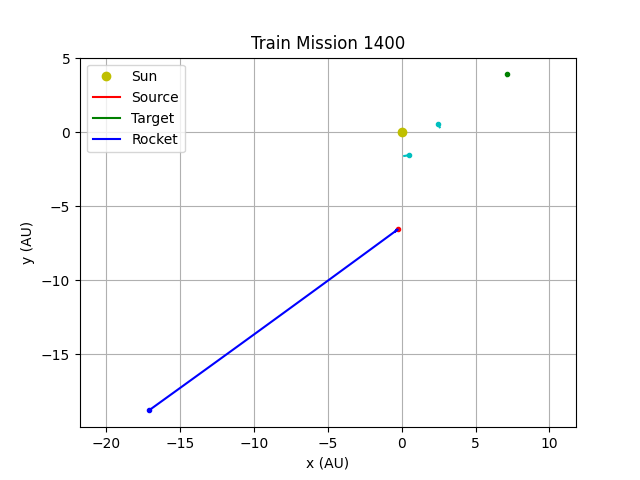 Train Mission 1400
Sun
Source
Target
Rocket
5
0
−5
−10
−15
y (AU)
−20
−15
−10
−5
0
5
10
x (AU)